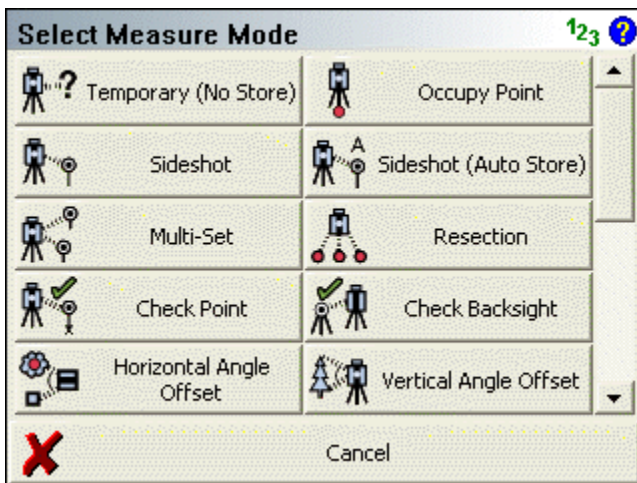 Select Measure Mode
123 ?
? Temporary (No Store)
Occupy Point
Sideshot
A Sideshot (Auto Store)
Multi-Set
Resection
Check Point
Check Backsight
Horizontal Angle
Offset
Vertical Angle Offset
Cancel